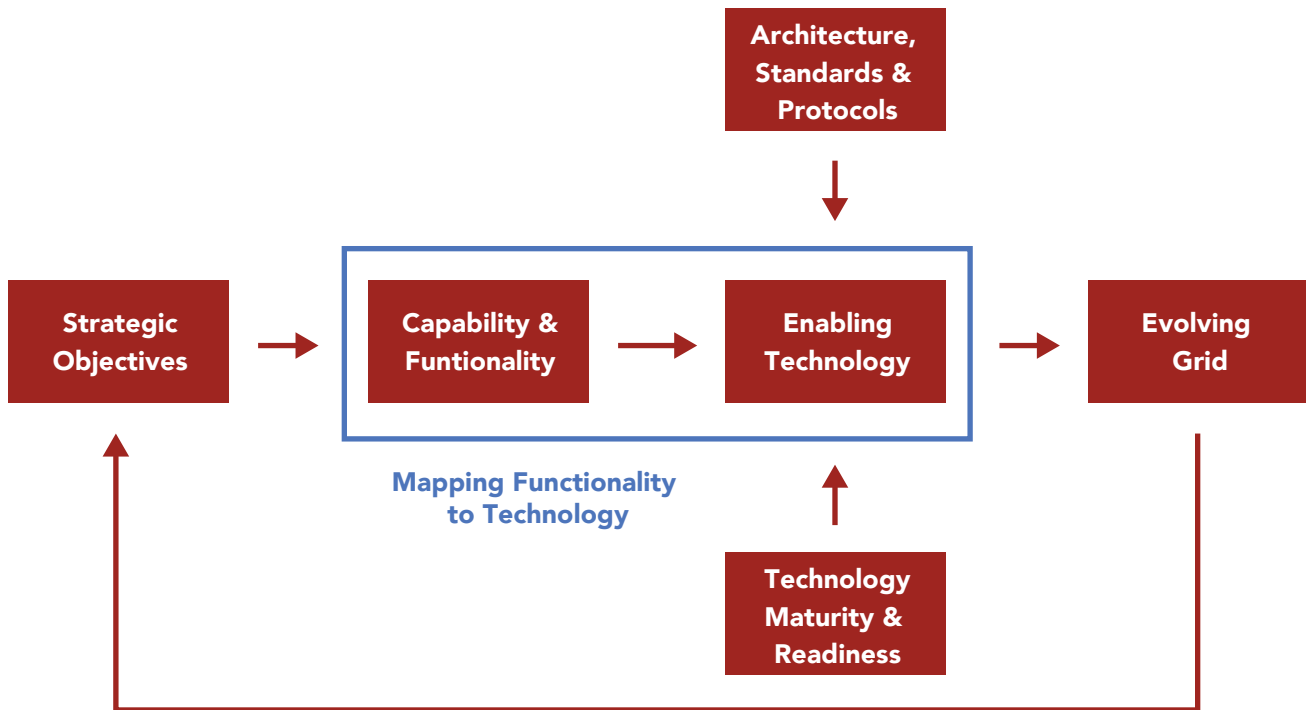 Architecture,
Standards &
Protocols
Strategic
Objectives
Capability &
Funtionality
Enabling
Technology
Evolving
Grid
Mapping Functionality
to Technology
Technology
Maturity &
Readiness